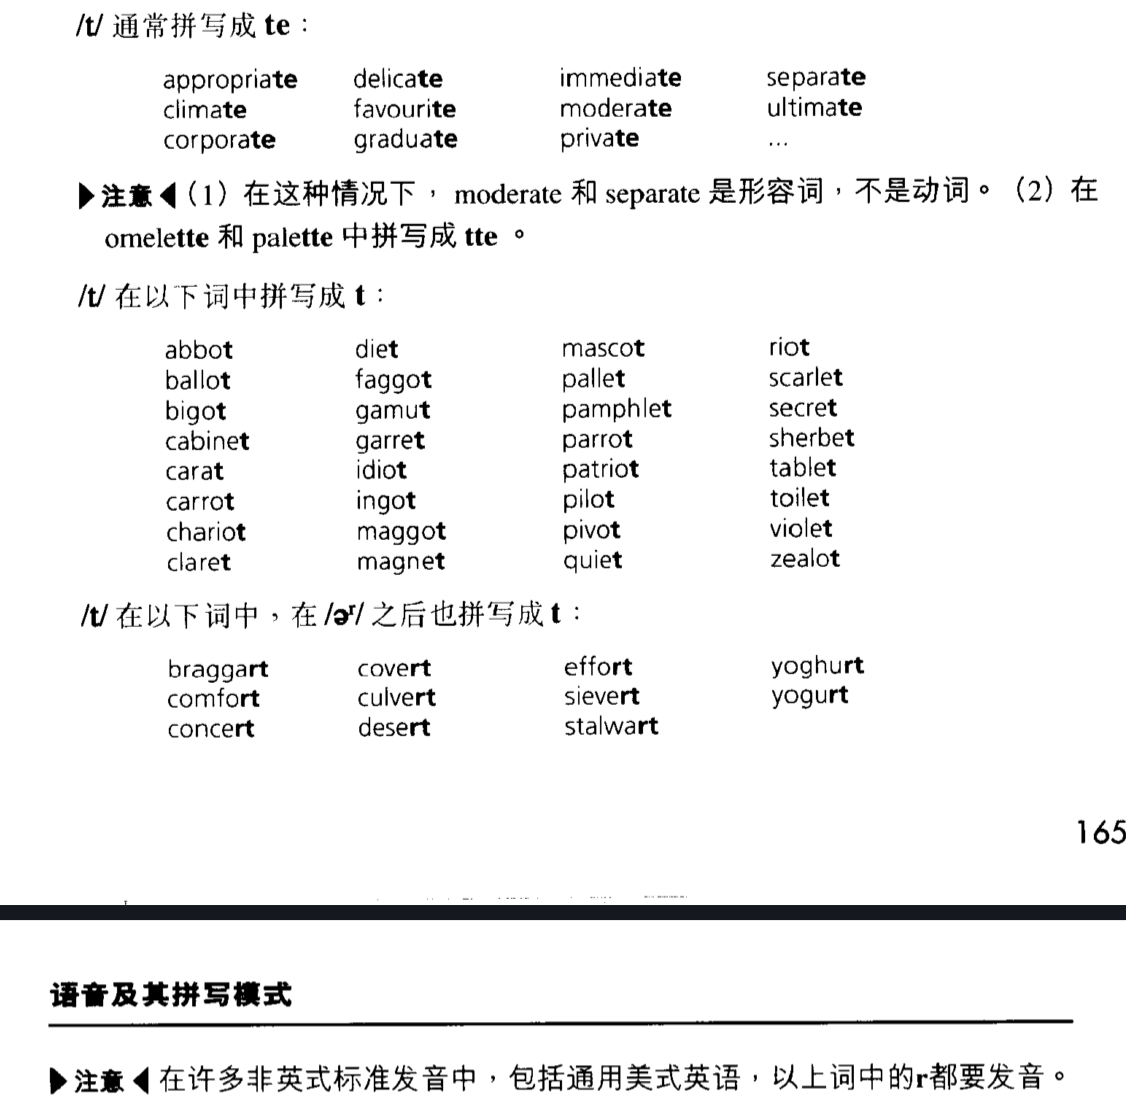 /t/ 通常拼写成 te：
appropriate delicate immediate separate
climate favourite moderate ultimate
corporate graduate private …
▶注意◀（1）在这种情况下，moderate 和 separate 是形容词，不是动词。（2）在
omelette 和 palette 中拼写成 tte 。
/t/ 在以下词中拼写成 t：
abbot diet mascot riot
ballot faggot pallet scarlet
bigot gamut pamphlet secret
cabinet garret parrot sherbet
carat idiot patriot tablet
carrot ingot pilot toilet
chariot maggot pivot violet
claret magnet quiet zealot
/t/ 在以下词中，在 /əʳ/ 之后也拼写成 t：
braggart covert effort yoghurt
comfort culvert sievert yogurt
concert desert stalwart
165
语音及其拼写模式
▶注意◀ 在许多非英式标准发音中，包括通用美式英语，以上词中的r都要发音。